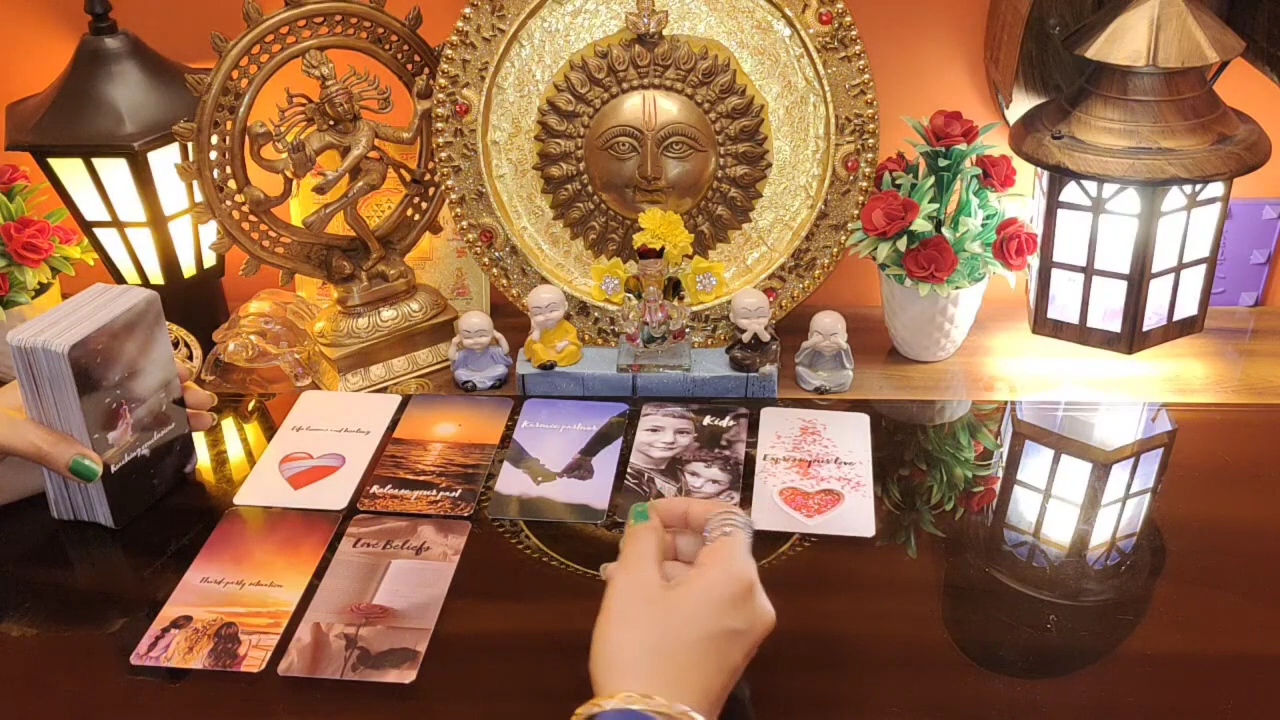 Life lessons and healing
Release your past
Karmic partner
Kids
Express your love
Third-party situation
Love Beliefs